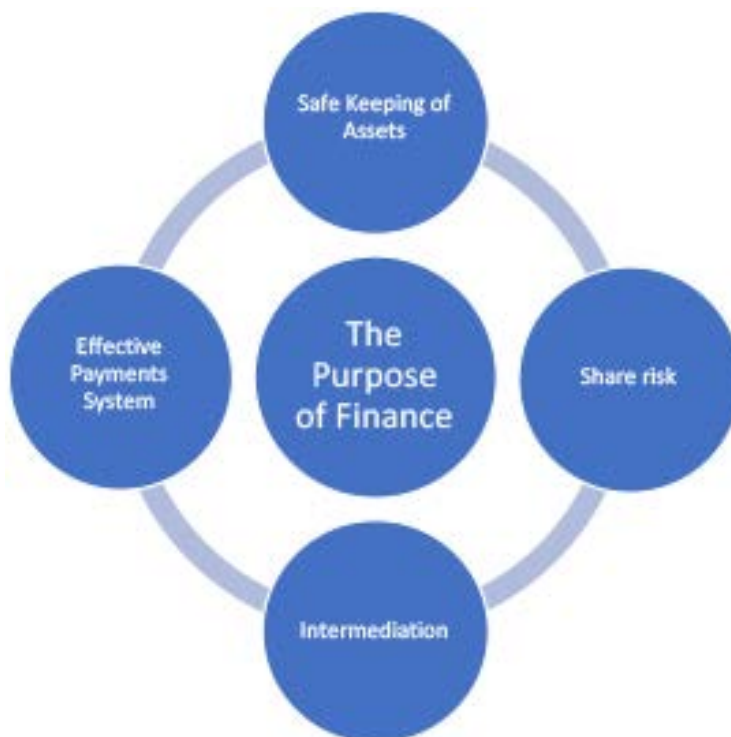 Safe Keeping of
Assets
Effective
Payments
System
The
Purpose
of Finance
Share risk
Intermediation